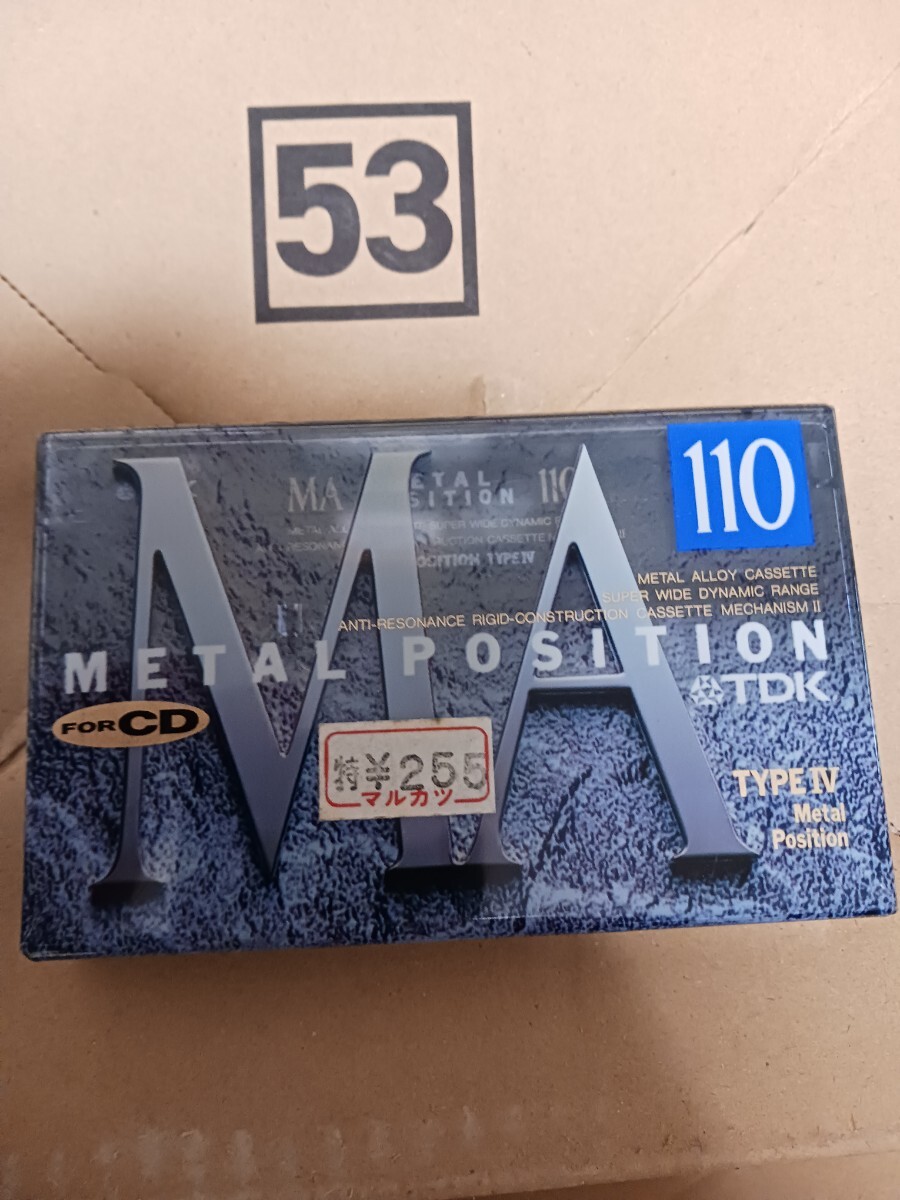 53
110
MA
METAL
POSITION 110
POSITION TYPE IV
METAL ALLOY CASSETTE
SUPER WIDE DYNAMIC RANGE
ANTI-RESONANCE RIGID-CONSTRUCTION CASSETTE MECHANISM II
MA
METAL POSITION
TDK
FOR CD
特¥255
マルカツ
TYPE IV
Metal
Position